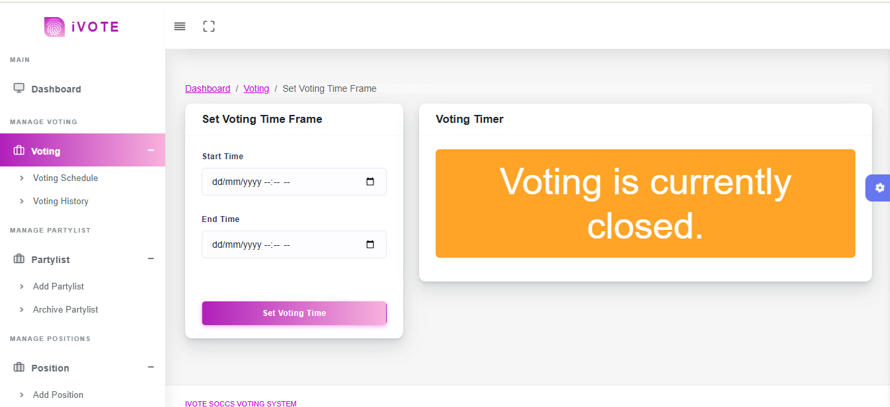 iVOTE
MAIN
Dashboard
MANAGE VOTING
Voting
Voting Schedule
Voting History
MANAGE PARTYLIST
Partylist
Add Partylist
Archive Partylist
MANAGE POSITIONS
Position
Add Position
Dashboard / Voting / Set Voting Time Frame
Set Voting Time Frame
Start Time
dd/mm/yyyy --:-- --
End Time
dd/mm/yyyy --:-- --
Set Voting Time
Voting Timer
Voting is currently
closed.
IVOTE SOCCS VOTING SYSTEM